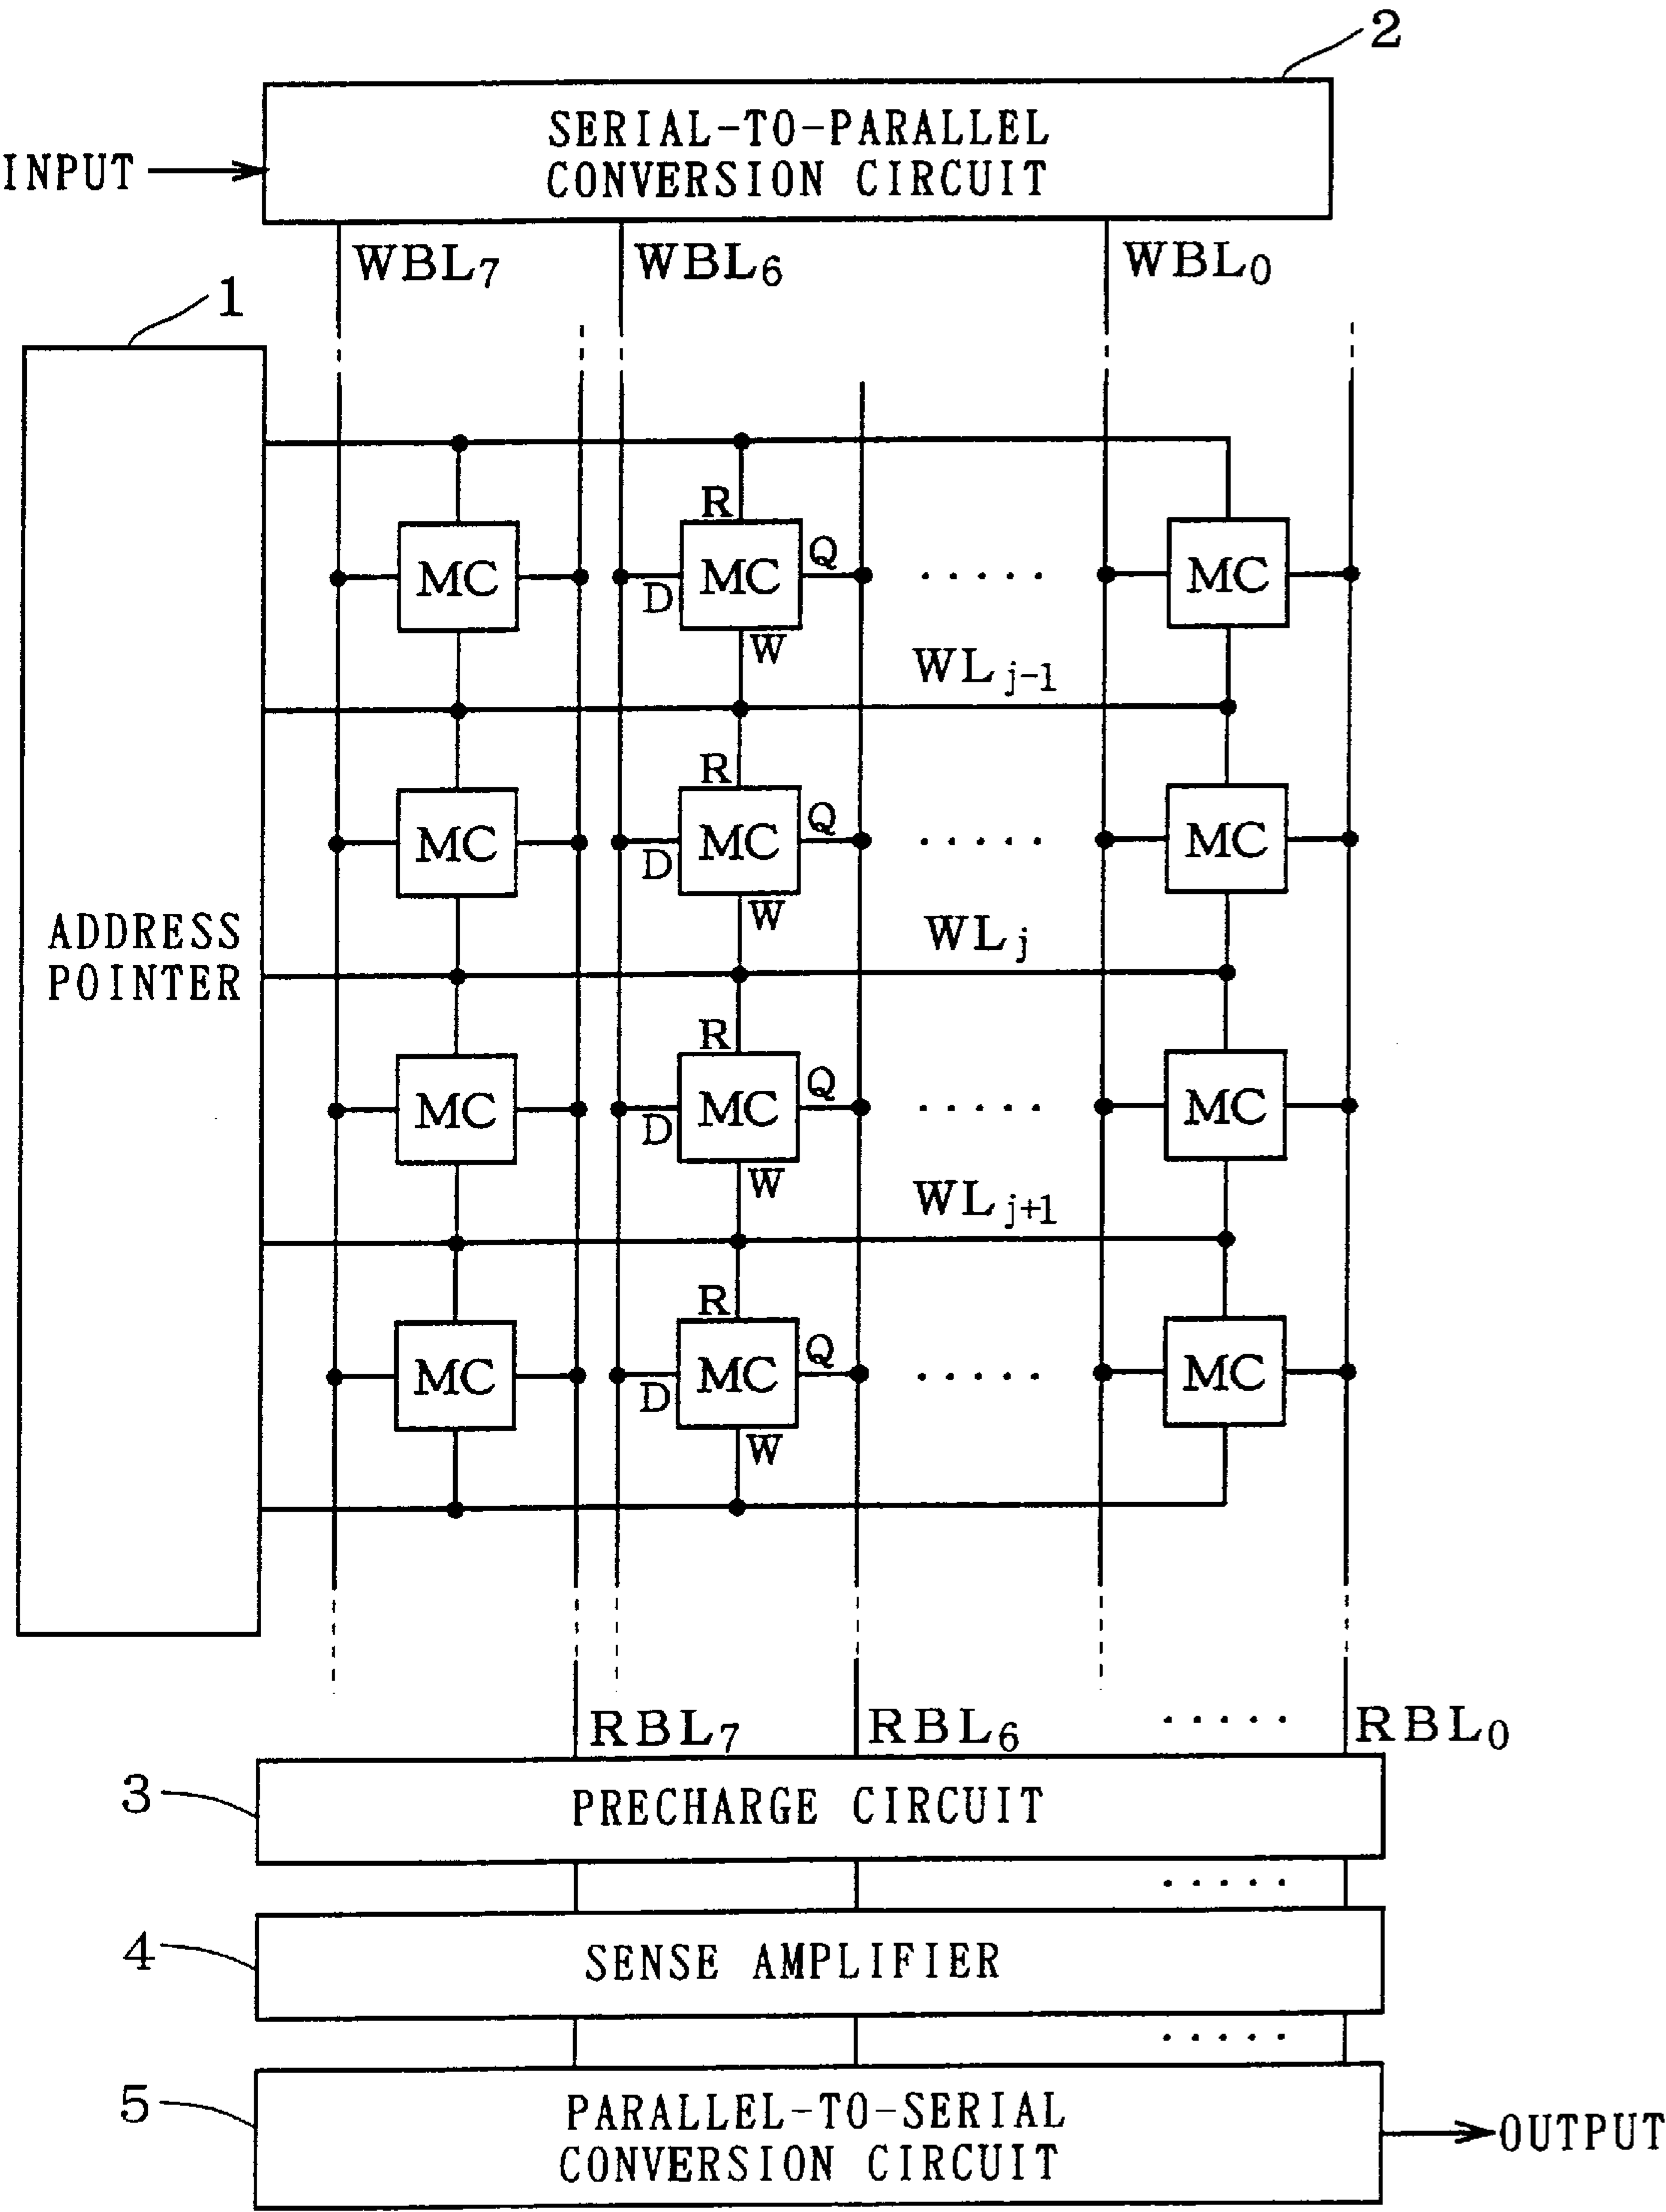 2
SERIAL-TO-PARALLEL
CONVERSION CIRCUIT
INPUT
WBL7 WBL6 WBL0
1
R
MC D MC Q ····· MC
W
WLj-1
R
MC D MC Q ····· MC
W
WLj
ADDRESS
POINTER
R
MC D MC Q ····· MC
W
WLj+1
R
MC D MC Q ····· MC
W
RBL7 RBL6 ····· RBL0
3
PRECHARGE CIRCUIT
·····
4
SENSE AMPLIFIER
·····
5
PARALLEL-TO-SERIAL
CONVERSION CIRCUIT
OUTPUT